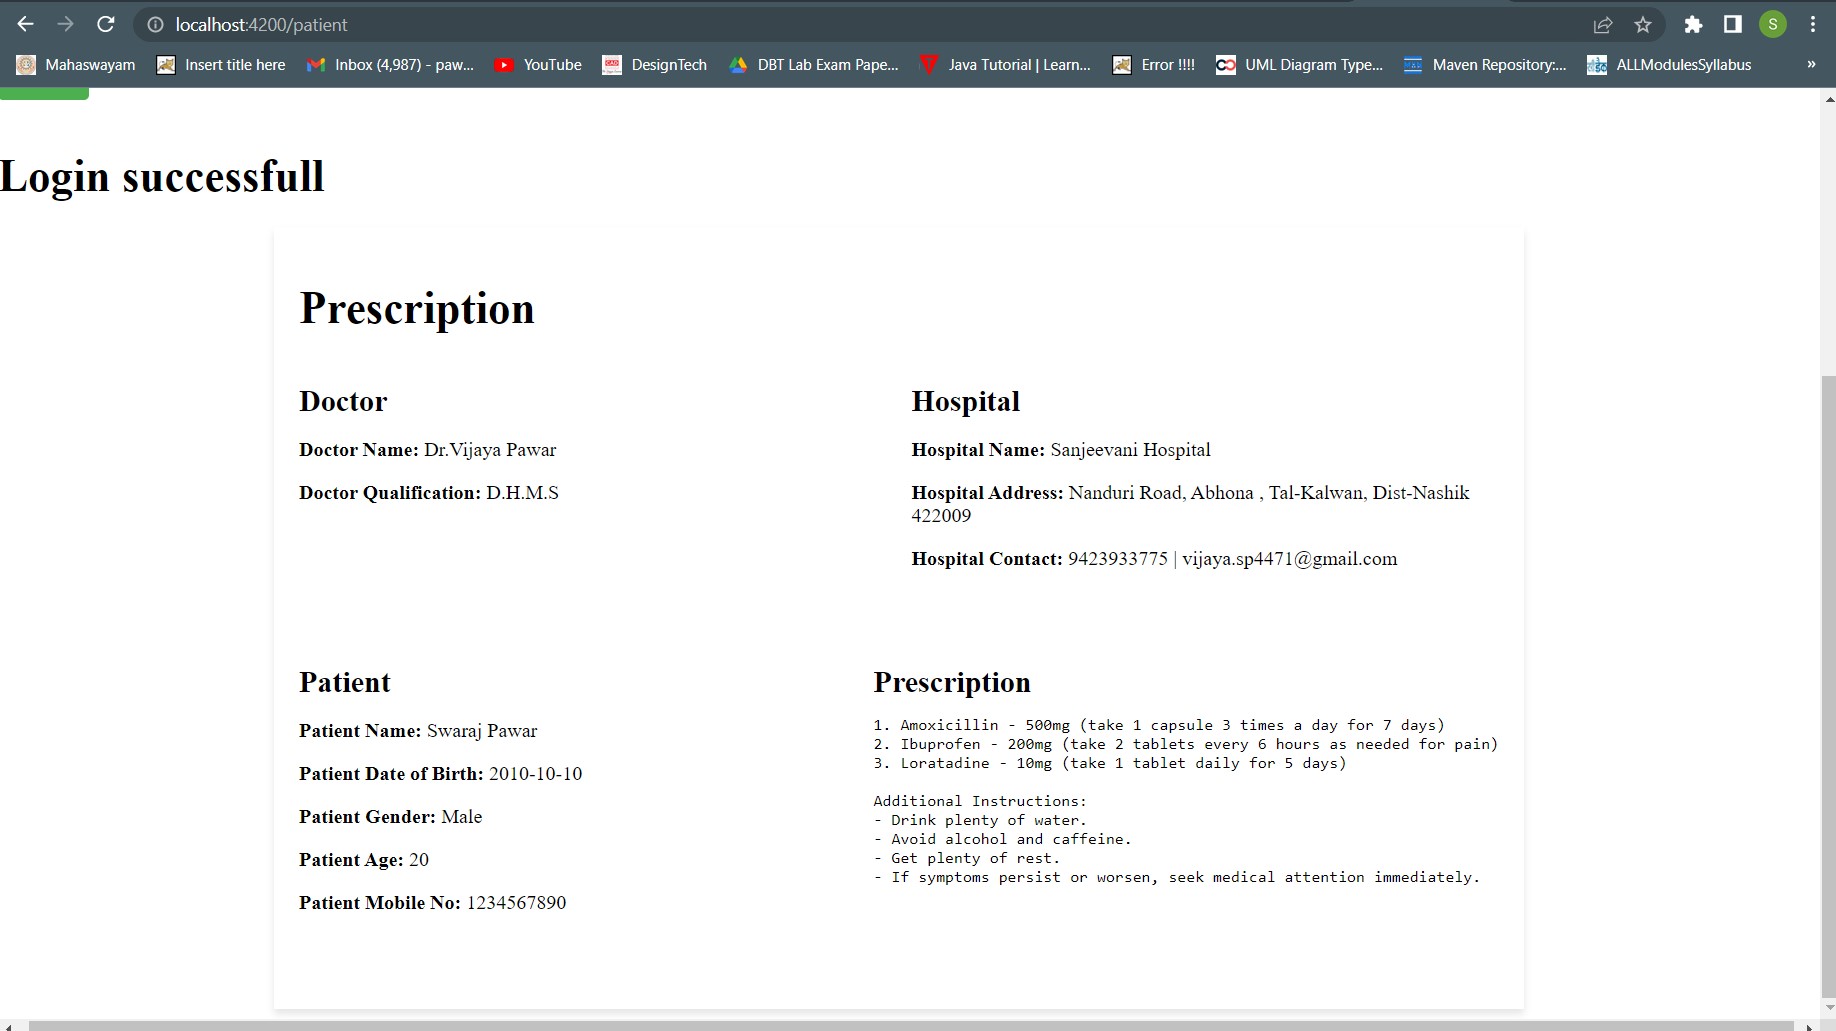 localhost:4200/patient
S
Mahaswayam
Insert title here
Inbox (4,987) - paw...
YouTube
DesignTech
DBT Lab Exam Pape...
Java Tutorial | Learn...
Error !!!!
UML Diagram Type...
Maven Repository:...
ALLModulesSyllabus
»
Login successfull
Prescription
Doctor
Doctor Name: Dr.Vijaya Pawar
Doctor Qualification: D.H.M.S
Hospital
Hospital Name: Sanjeevani Hospital
Hospital Address: Nanduri Road, Abhona , Tal-Kalwan, Dist-Nashik
422009
Hospital Contact: 9423933775 | vijaya.sp4471@gmail.com
Patient
Patient Name: Swaraj Pawar
Patient Date of Birth: 2010-10-10
Patient Gender: Male
Patient Age: 20
Patient Mobile No: 1234567890
Prescription
1. Amoxicillin - 500mg (take 1 capsule 3 times a day for 7 days)
2. Ibuprofen - 200mg (take 2 tablets every 6 hours as needed for pain)
3. Loratadine - 10mg (take 1 tablet daily for 5 days)
Additional Instructions:
- Drink plenty of water.
- Avoid alcohol and caffeine.
- Get plenty of rest.
- If symptoms persist or worsen, seek medical attention immediately.